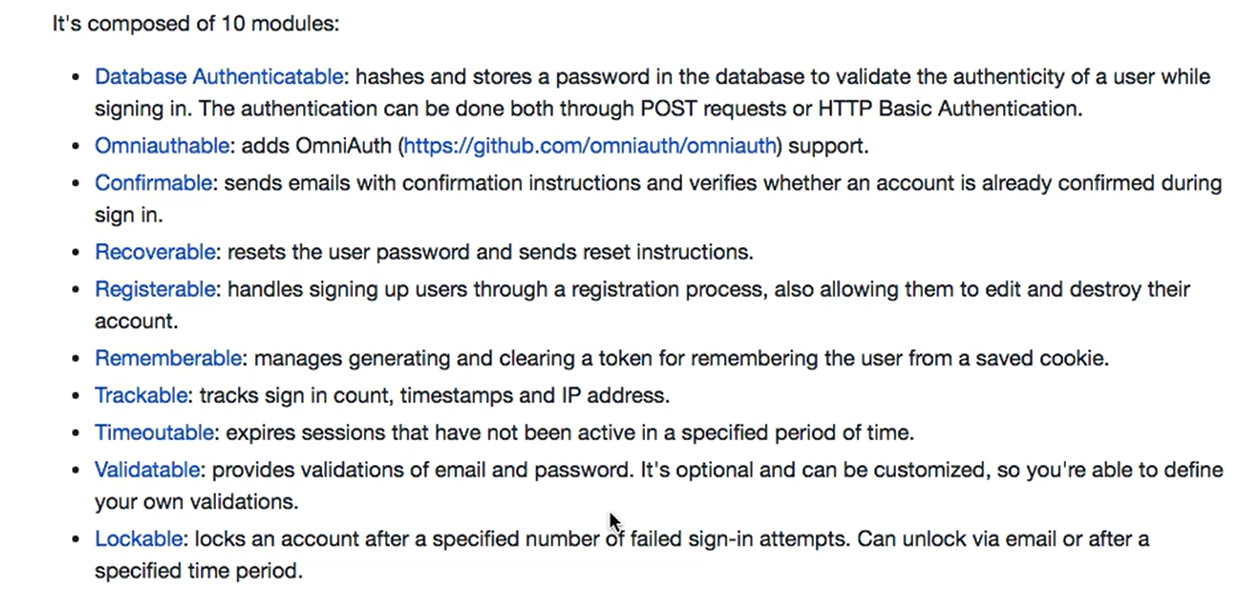 It's composed of 10 modules:
• Database Authenticatable: hashes and stores a password in the database to validate the authenticity of a user while
signing in. The authentication can be done both through POST requests or HTTP Basic Authentication.
• Omniauthable: adds OmniAuth (https://github.com/omniauth/omniauth) support.
• Confirmable: sends emails with confirmation instructions and verifies whether an account is already confirmed during
sign in.
• Recoverable: resets the user password and sends reset instructions.
• Registerable: handles signing up users through a registration process, also allowing them to edit and destroy their
account.
• Rememberable: manages generating and clearing a token for remembering the user from a saved cookie.
• Trackable: tracks sign in count, timestamps and IP address.
• Timeoutable: expires sessions that have not been active in a specified period of time.
• Validatable: provides validations of email and password. It's optional and can be customized, so you're able to define
your own validations.
• Lockable: locks an account after a specified number of failed sign-in attempts. Can unlock via email or after a
specified time period.